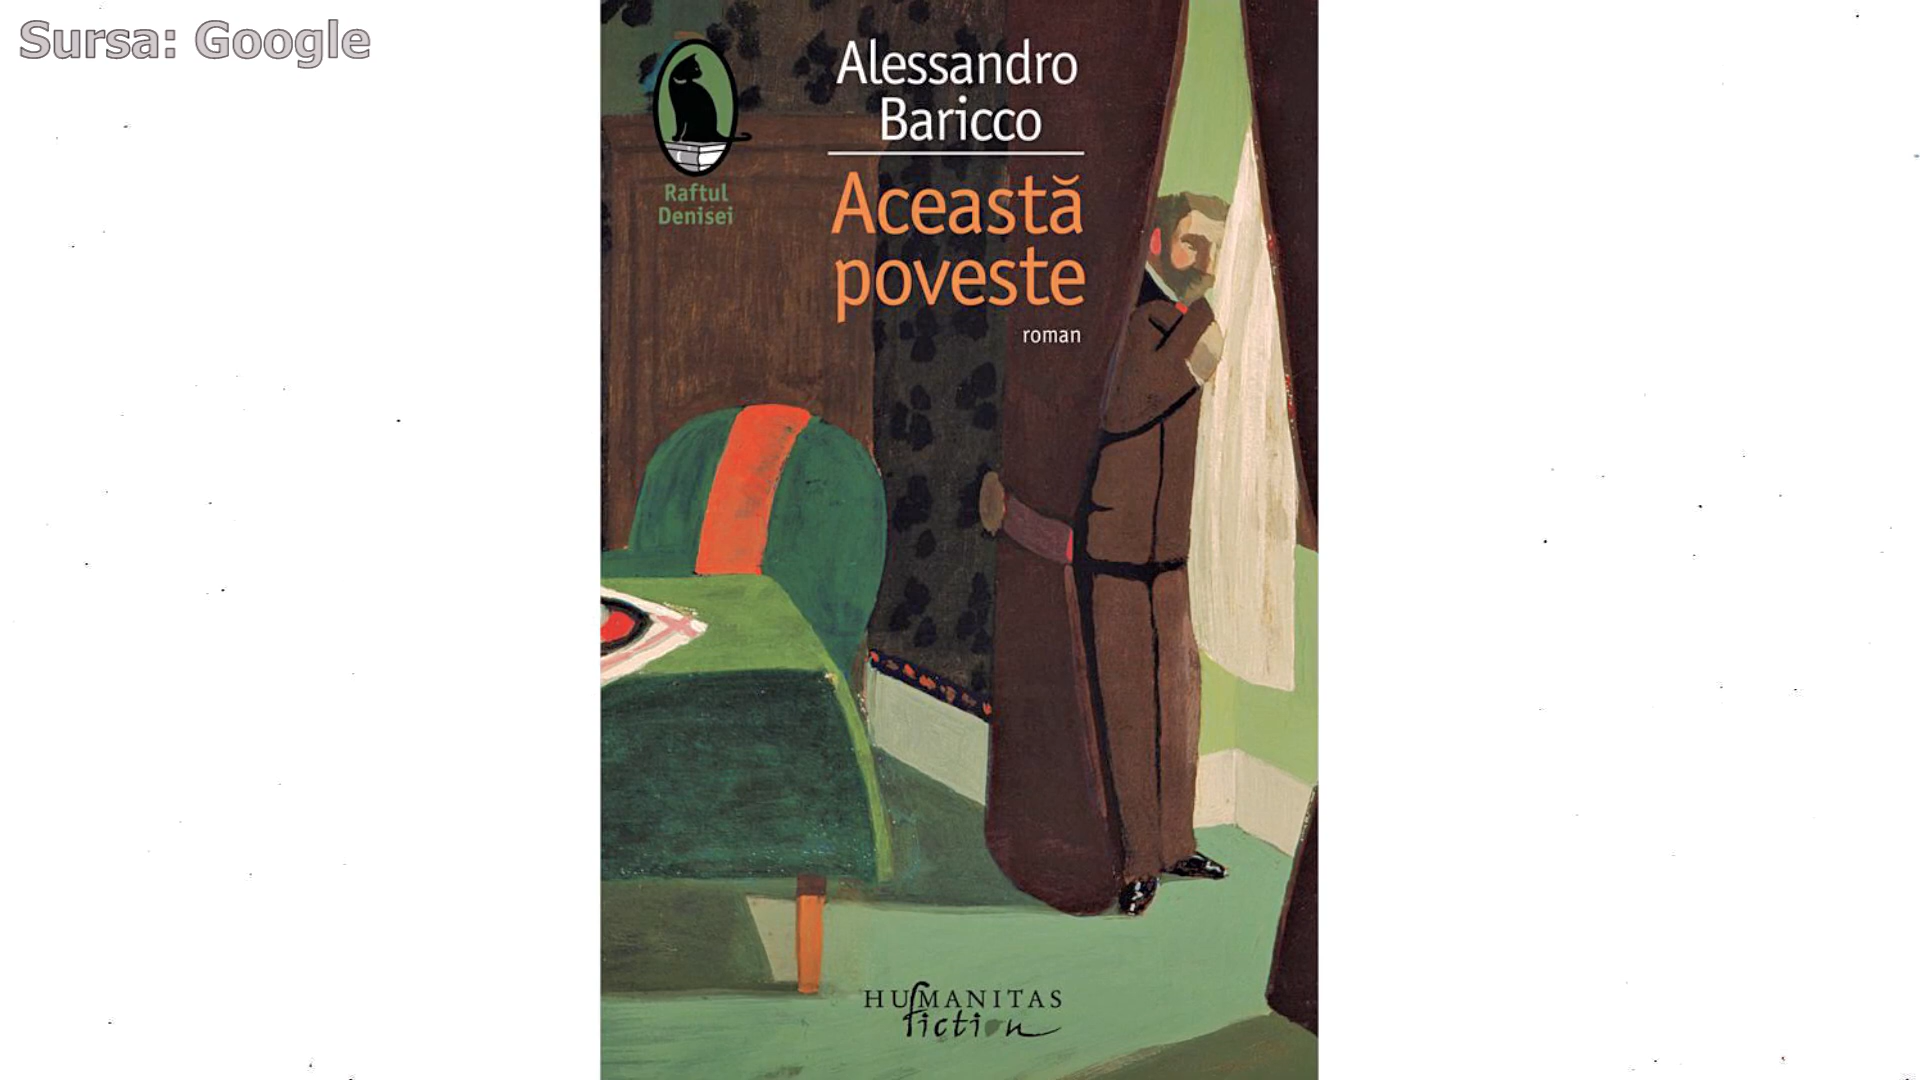 Sursa: Google
Alessandro
Baricco
Această
poveste
roman
Raftul
Denisei
HUMANITAS
fiction